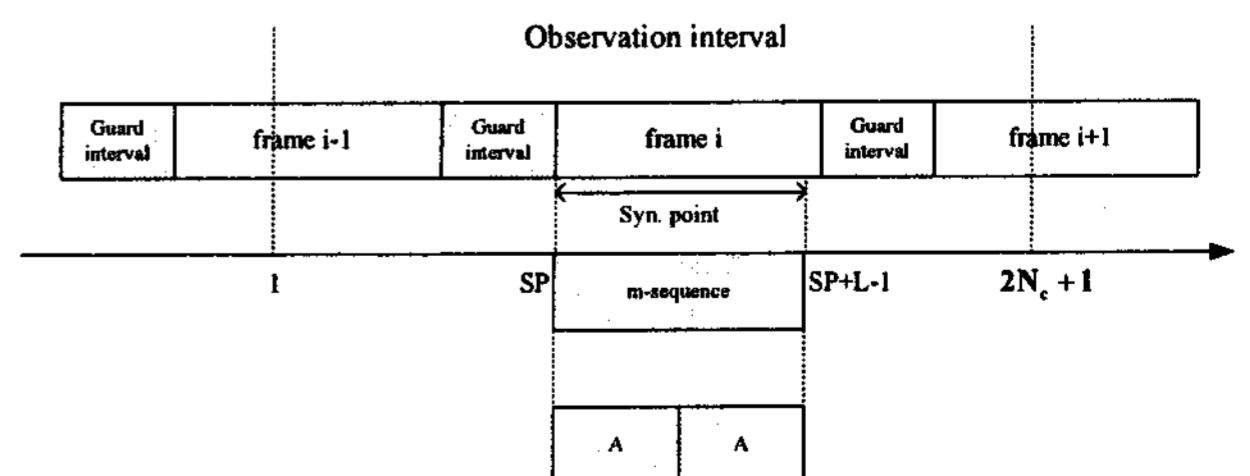 Observation interval
Guard interval
frame i-1
Guard interval
frame i
Guard interval
frame i+1
Syn. point
1
SP
m-sequence
SP+L-1
2N_c + 1
A
A